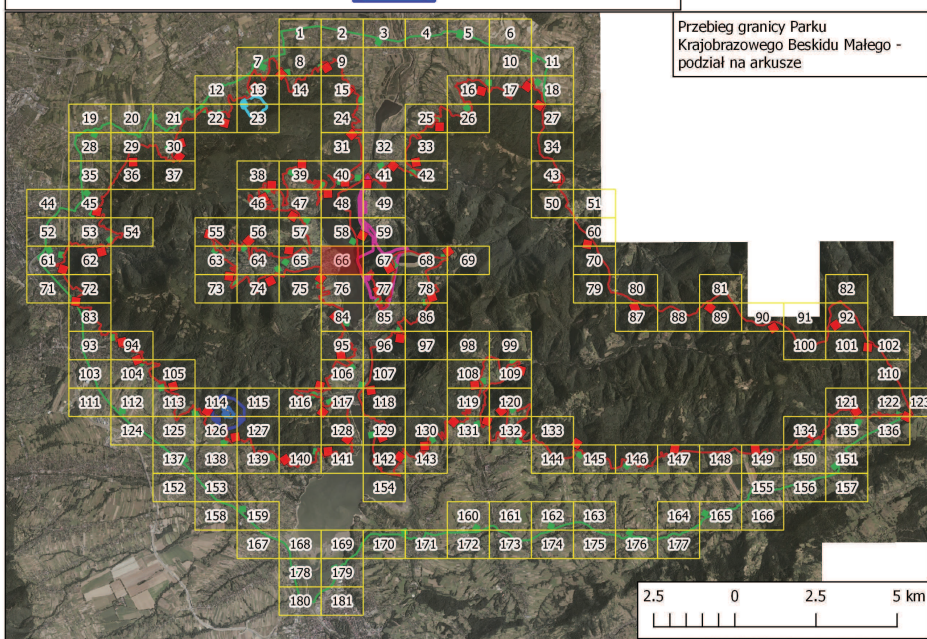 Przebieg granicy Parku
Krajobrazowego Beskidu Małego -
podział na arkusze
1 2 3 4 5 6
7 8 9 10 11
12 13 14 15 16 17 18
19 20 21 22 23 24 25 26 27
28 29 30 31 32 33 34
35 36 37 38 39 40 41 42 43
44 45 46 47 48 49 50 51
52 53 54 55 56 57 58 59 60
61 62 63 64 65 66 67 68 69 70
71 72 73 74 75 76 77 78 79 80 81 82
83 84 85 86 87 88 89 90 91 92
93 94 95 96 97 98 99 100 101 102
103 104 105 106 107 108 109 110
111 112 113 114 115 116 117 118 119 120 121 122 123
124 125 126 127 128 129 130 131 132 133 134 135 136
137 138 139 140 141 142 143 144 145 146 147 148 149 150 151
152 153 154 155 156 157
158 159 160 161 162 163 164 165 166
167 168 169 170 171 172 173 174 175 176 177
178 179
180 181
2.5 0 2.5 5 km